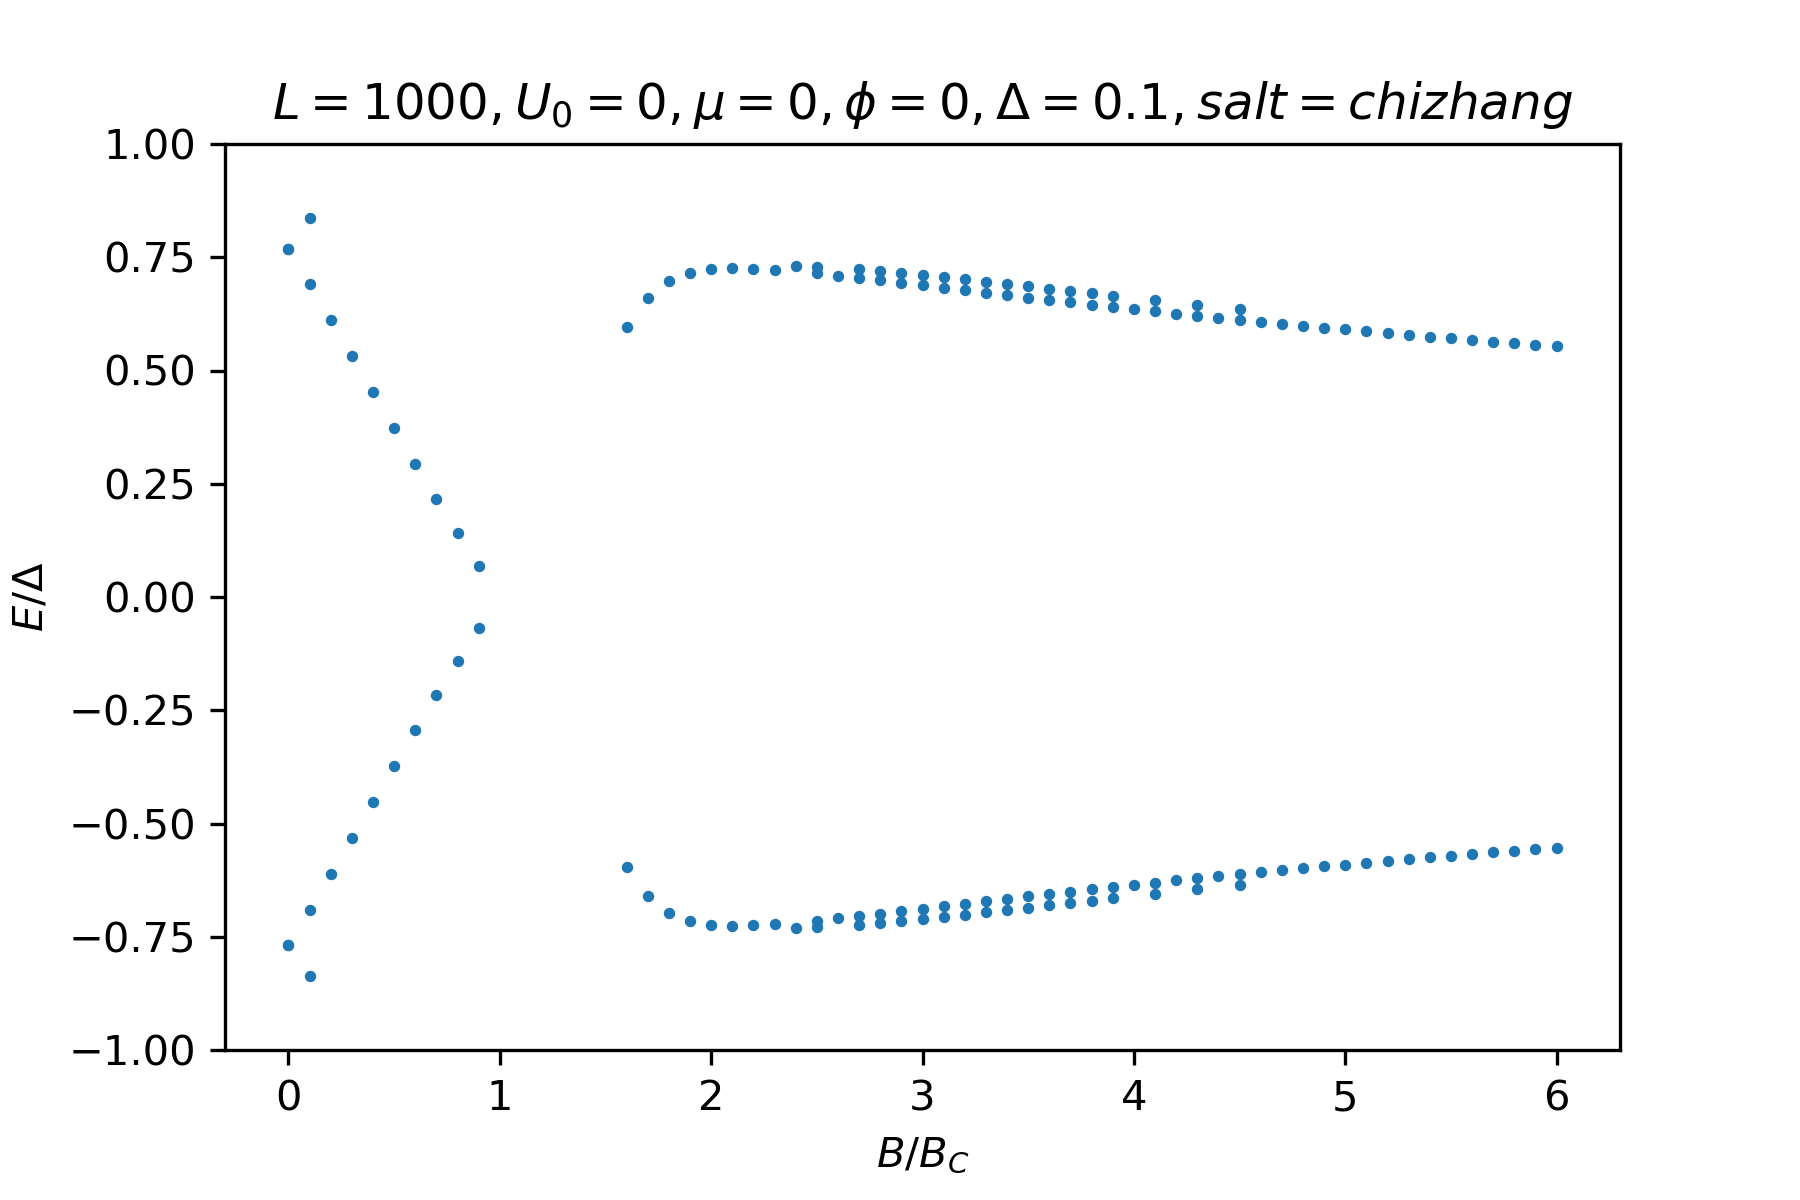 L = 1000, U₀ = 0, μ = 0, ϕ = 0, Δ = 0.1, salt = chizhang
1.00
0.75
0.50
0.25
0.00
−0.25
−0.50
−0.75
−1.00
E/Δ
0 1 2 3 4 5 6
B/B_C